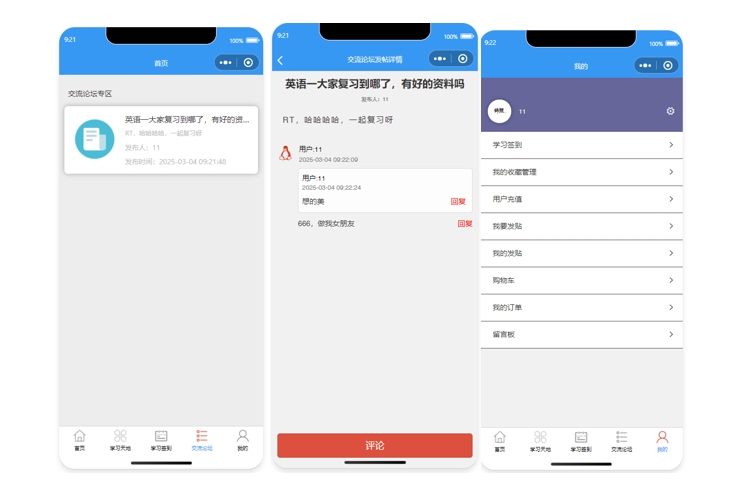 9:21
100%
首页
交流论坛专区
英语一大家复习到哪了，有好的资...
RT，哈哈哈哈，一起复习呀
发布人：11
发布时间：2025-03-04 09:21:48
首页
学习天地
学习签到
交流论坛
我的
9:21
100%
交流论坛发帖详情
英语一大家复习到哪了，有好的资料吗
发布人：11
RT，哈哈哈哈，一起复习呀
用户:11
2025-03-04 09:22:09
用户:11
2025-03-04 09:22:24
想的美
回复
666，做我女朋友
回复
评论
9:22
100%
我的
11
学习签到
我的收藏管理
用户充值
我要发贴
我的发贴
购物车
我的订单
留言板
首页
学习天地
学习签到
交流论坛
我的